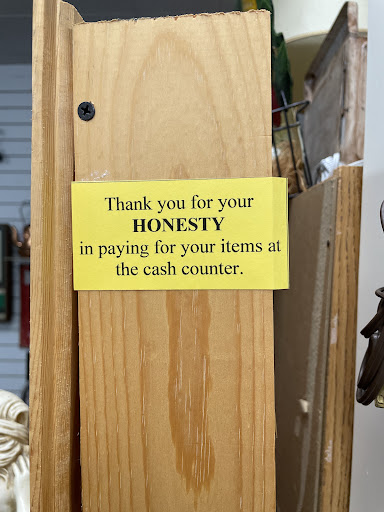 Thank you for your
HONESTY
in paying for your items at
the cash counter.